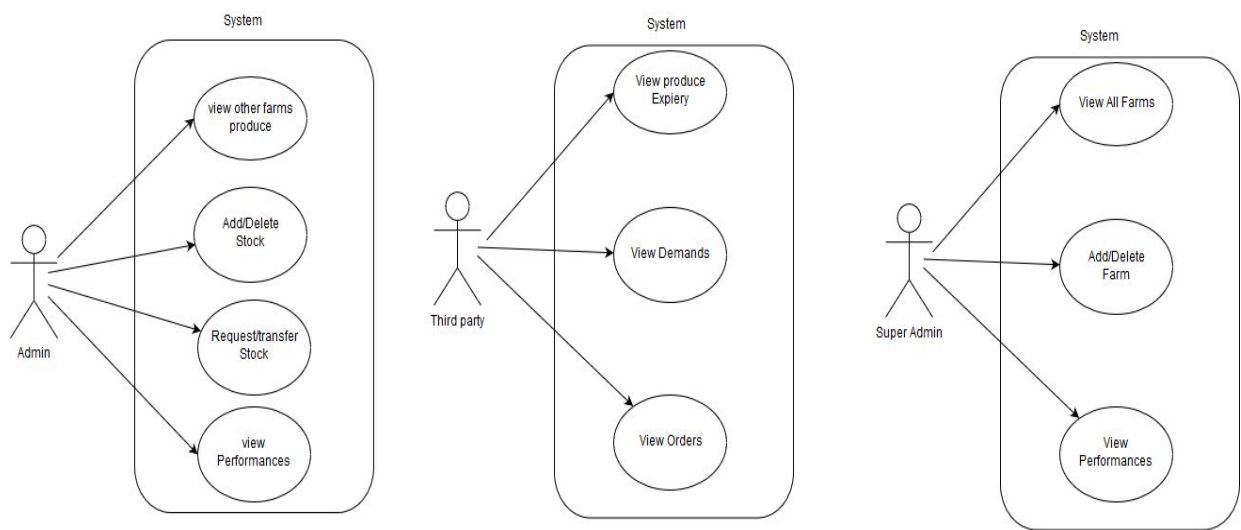 System
view other farms
produce
Add/Delete
Stock
Request/transfer
Stock
view
Performances
Admin
System
View produce
Expiery
View Demands
View Orders
Third party
System
View All Farms
Add/Delete
Farm
View
Performances
Super Admin